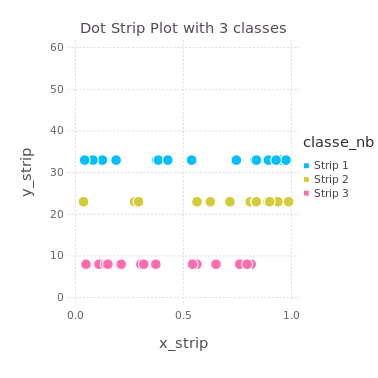 Dot Strip Plot with 3 classes
60
50
40
30
20
10
0
y_strip
0.0
0.5
1.0
x_strip
classe_nb
Strip 1
Strip 2
Strip 3